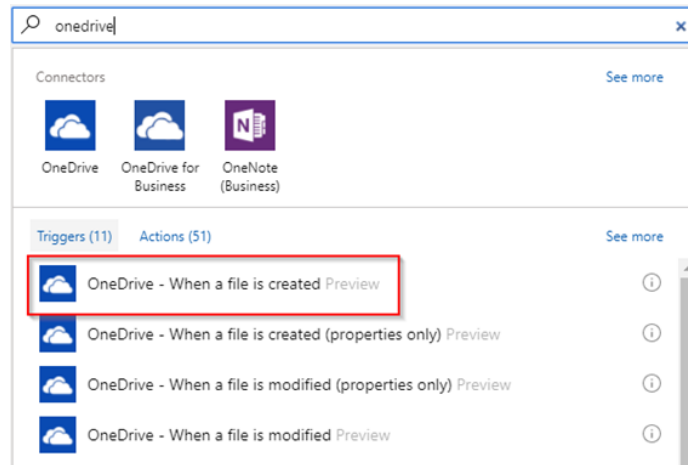 onedrive
Connectors
See more
OneDrive
OneDrive for
Business
OneNote
(Business)
Triggers (11)
Actions (51)
See more
OneDrive - When a file is created Preview
OneDrive - When a file is created (properties only) Preview
OneDrive - When a file is modified (properties only) Preview
OneDrive - When a file is modified Preview